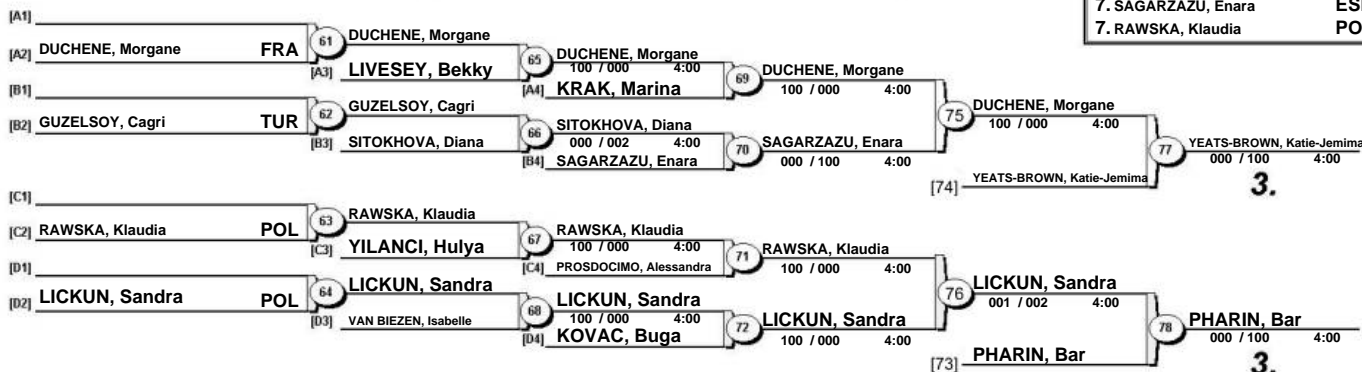 7. SAGARZAZU, Enara
7. RAWSKA, Klaudia PO
[A1]
[A2] DUCHENE, Morgane FRA
61 DUCHENE, Morgane
[A3] LIVESEY, Bekky
65 DUCHENE, Morgane
100 / 000 4:00
[A4] KRAK, Marina
69 DUCHENE, Morgane
100 / 000 4:00
[B1]
[B2] GUZELSOY, Cagri TUR
62 GUZELSOY, Cagri
[B3] SITOKHOVA, Diana
66 SITOKHOVA, Diana
000 / 002 4:00
[B4] SAGARZAZU, Enara
70 SAGARZAZU, Enara
000 / 100 4:00
75 DUCHENE, Morgane
100 / 000 4:00
[74] YEATS-BROWN, Katie-Jemima
77 YEATS-BROWN, Katie-Jemima
000 / 100 4:00
3.
[C1]
[C2] RAWSKA, Klaudia POL
63 RAWSKA, Klaudia
[C3] YILANCI, Hulya
67 RAWSKA, Klaudia
100 / 000 4:00
[C4] PROSDOCIMO, Alessandra
71 RAWSKA, Klaudia
100 / 000 4:00
[D1]
[D2] LICKUN, Sandra POL
64 LICKUN, Sandra
[D3] VAN BIEZEN, Isabelle
68 LICKUN, Sandra
100 / 000 4:00
[D4] KOVAC, Buga
72 LICKUN, Sandra
100 / 000 4:00
76 LICKUN, Sandra
001 / 002 4:00
[73] PHARIN, Bar
78 PHARIN, Bar
000 / 100 4:00
3.